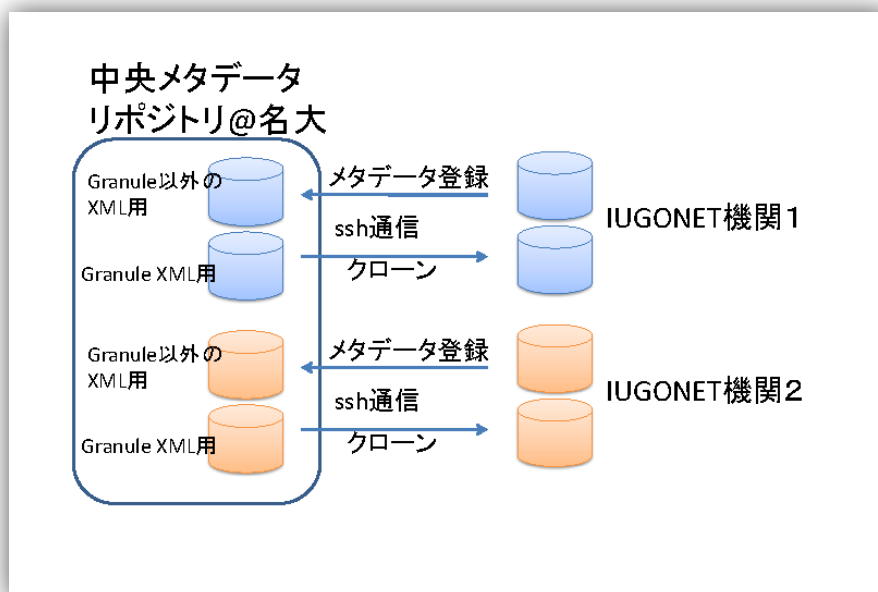 中央メタデータ
リポジトリ@名大
Granule以外の
XML用
Granule XML用
メタデータ登録
ssh通信
クローン
IUGONET機関1
Granule以外の
XML用
Granule XML用
メタデータ登録
ssh通信
クローン
IUGONET機関2